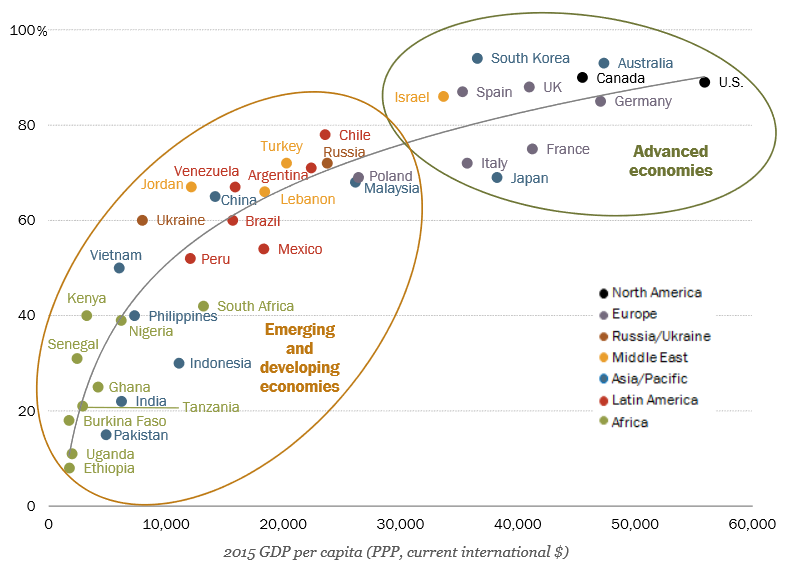 100%
South Korea
Australia
Canada
U.S.
Israel
Spain
UK
Germany
80
Chile
Turkey
Russia
France
Advanced
economies
Venezuela
Argentina
Italy
Jordan
Poland
Japan
Malaysia
China
Lebanon
60
Ukraine
Brazil
Vietnam
Peru
Mexico
Kenya
South Africa
North America
40
Philippines
Europe
Nigeria
Emerging
and
developing
economies
Russia/Ukraine
Senegal
Middle East
Indonesia
Asia/Pacific
Ghana
Latin America
India
Tanzania
20
Burkina Faso
Africa
Pakistan
Uganda
Ethiopia
0
0 10,000 20,000 30,000 40,000 50,000 60,000
2015 GDP per capita (PPP, current international $)